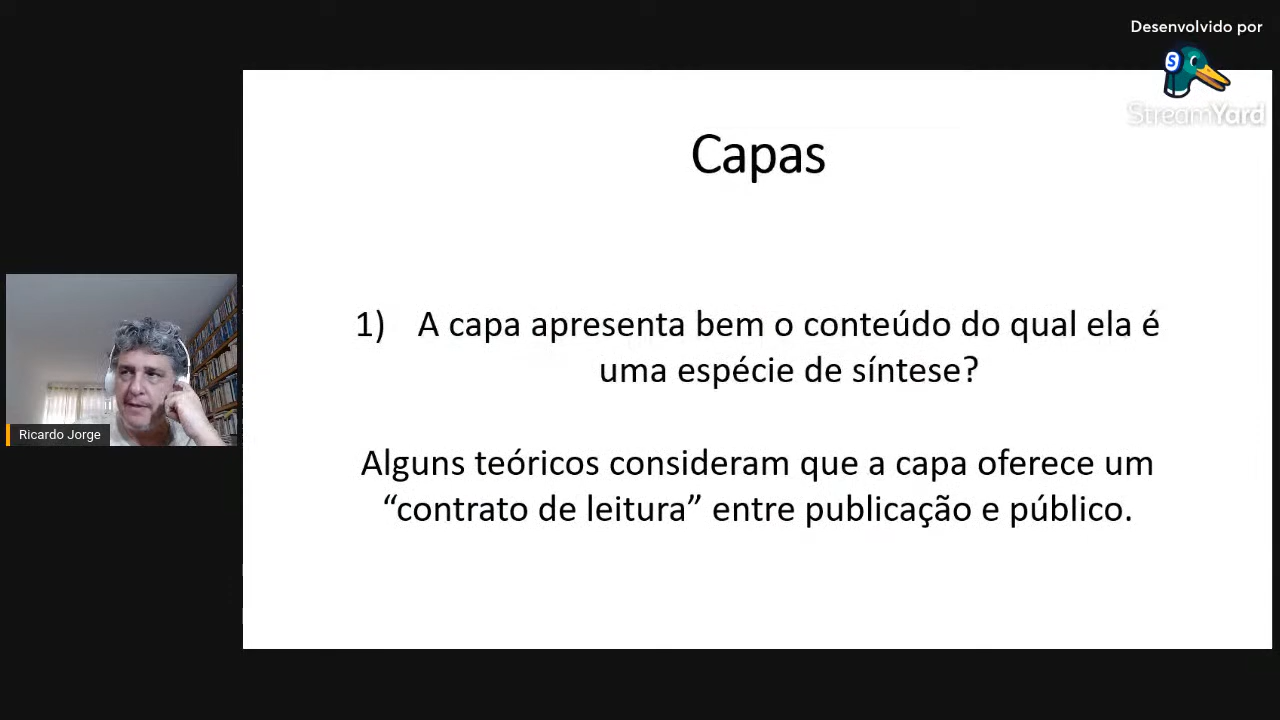 Desenvolvido por
S
StreamYard
Capas
1) A capa apresenta bem o conteúdo do qual ela é
uma espécie de síntese?
Alguns teóricos consideram que a capa oferece um
“contrato de leitura” entre publicação e público.
Ricardo Jorge